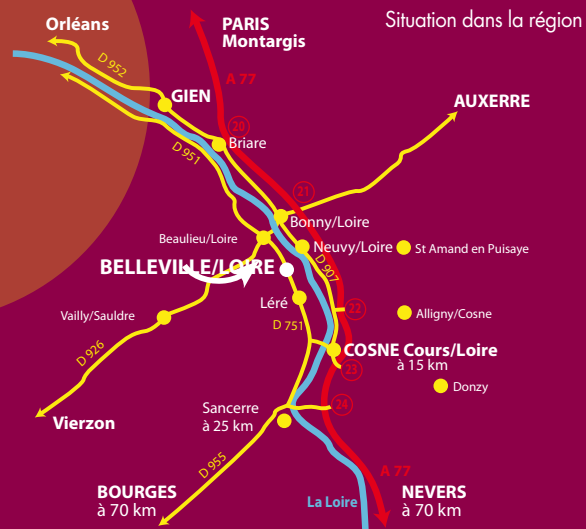 Situation dans la région
Orléans
PARIS
Montargis
D 952
A 77
GIEN
AUXERRE
20
Briare
D 951
21
Bonny/Loire
Beaulieu/Loire
Neuvy/Loire
St Amand en Puisaye
BELLEVILLE/LOIRE
D 907
Léré
Vailly/Sauldre
D 751
22
Alligny/Cosne
D 926
COSNE Cours/Loire
à 15 km
23
Donzy
Vierzon
Sancerre
à 25 km
24
D 955
A 77
BOURGES
à 70 km
La Loire
NEVERS
à 70 km